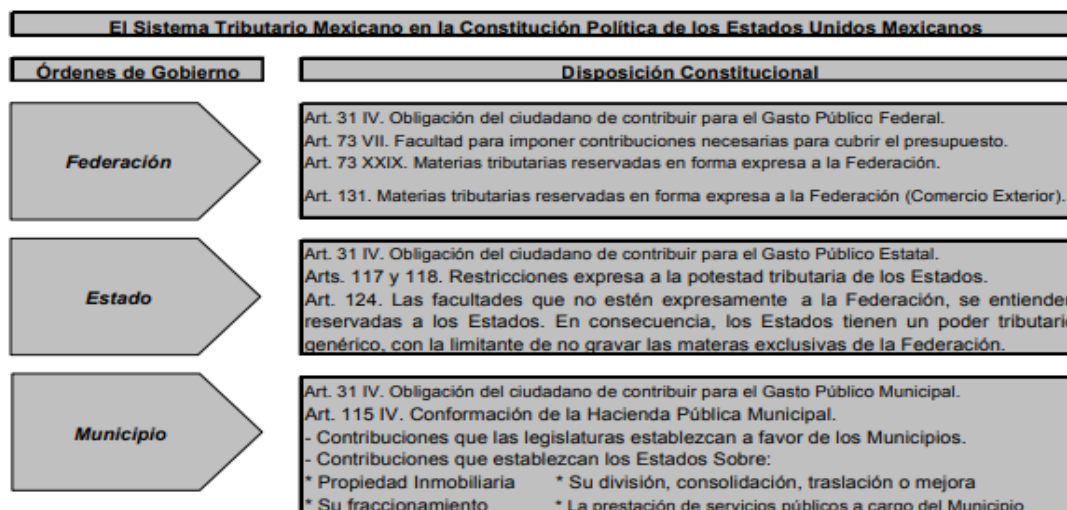 El Sistema Tributario Mexicano en la Constitución Política de los Estados Unidos Mexicanos
Órdenes de Gobierno
Disposición Constitucional
Federación
Art. 31 IV. Obligación del ciudadano de contribuir para el Gasto Público Federal.
Art. 73 VII. Facultad para imponer contribuciones necesarias para cubrir el presupuesto.
Art. 73 XXIX. Materias tributarias reservadas en forma expresa a la Federación.
Art. 131. Materias tributarias reservadas en forma expresa a la Federación (Comercio Exterior).
Estado
Art. 31 IV. Obligación del ciudadano de contribuir para el Gasto Público Estatal.
Arts. 117 y 118. Restricciones expresa a la potestad tributaria de los Estados.
Art. 124. Las facultades que no estén expresamente a la Federación, se entienden
reservadas a los Estados. En consecuencia, los Estados tienen un poder tributario
genérico, con la limitante de no gravar las materas exclusivas de la Federación.
Municipio
Art. 31 IV. Obligación del ciudadano de contribuir para el Gasto Público Municipal.
Art. 115 IV. Conformación de la Hacienda Pública Municipal.
- Contribuciones que las legislaturas establezcan a favor de los Municipios.
- Contribuciones que establezcan los Estados Sobre:
* Propiedad Inmobiliaria * Su división, consolidación, traslación o mejora
* Su fraccionamiento * La prestación de servicios públicos a cargo del Municipio